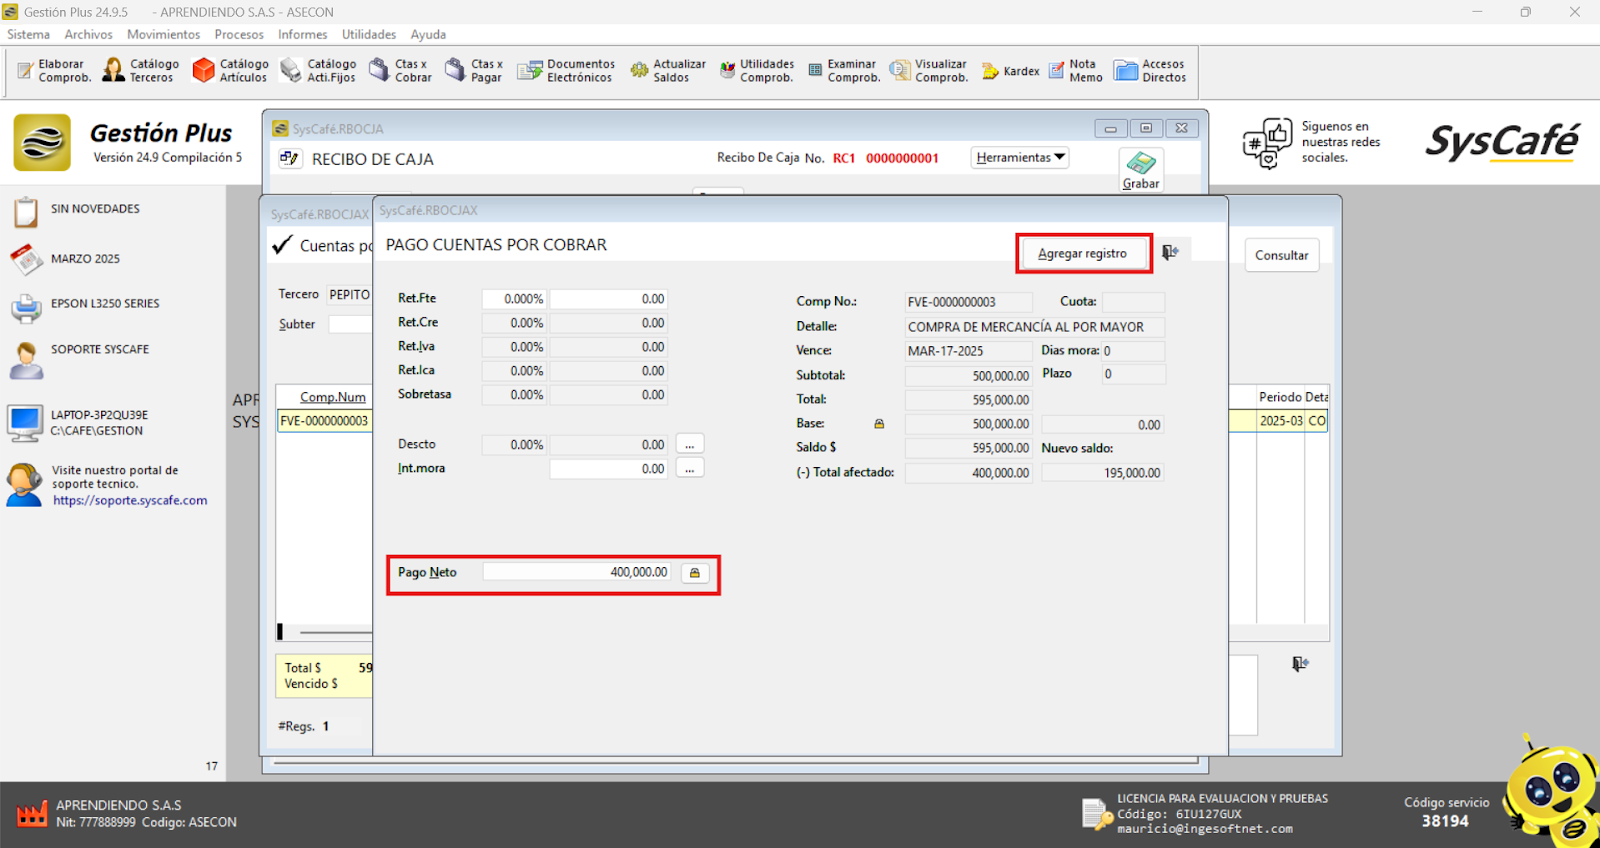 Gestión Plus 24.9.5 - APRENDIENDO S.A.S - ASECON
Sistema Archivos Movimientos Procesos Informes Utilidades Ayuda
Elaborar Comprob.
Catálogo Terceros
Catálogo Artículos
Catálogo Acti.Fijos
Ctas x Cobrar
Ctas x Pagar
Documentos Electrónicos
Actualizar Saldos
Utilidades Comprob.
Examinar Comprob.
Visualizar Comprob.
Kardex
Nota Memo
Accesos Directos
Gestión Plus
Versión 24.9 Compilación 5
SysCafé.RBOCJA
RECIBO DE CAJA
Recibo De Caja No. RC1 0000000001
Herramientas
Grabar
Siguenos en
nuestras redes
sociales.
SysCafé
SIN NOVEDADES
MARZO 2025
EPSON L3250 SERIES
SOPORTE SYSCAFE
LAPTOP-3P2QU39E
C:\CAFE\GESTION
Visite nuestro portal de
soporte tecnico.
https://soporte.syscafe.com
17
APR
SYS
SysCafé.RBOCJAX
Cuentas po
Consultar
Tercero PEPITO
Subter
Comp.Num
FVE-0000000003
Periodo Deta
2025-03 CO
Total $ 59
Vencido $
#Regs. 1
SysCafé.RBOCJAX
PAGO CUENTAS POR COBRAR
Agregar registro
Ret.Fte 0.000% 0.00
Ret.Cre 0.00% 0.00
Ret.Iva 0.00% 0.00
Ret.Ica 0.00% 0.00
Sobretasa 0.00% 0.00
Descto 0.00% 0.00 ...
Int.mora 0.00 ...
Pago Neto 400,000.00
Comp No.: FVE-0000000003 Cuota:
Detalle: COMPRA DE MERCANCÍA AL POR MAYOR
Vence: MAR-17-2025 Dias mora: 0
Subtotal: 500,000.00 Plazo 0
Total: 595,000.00
Base: 500,000.00 0.00
Saldo $ 595,000.00 Nuevo saldo:
(-) Total afectado: 400,000.00 195,000.00
APRENDIENDO S.A.S
Nit: 777888999 Codigo: ASECON
LICENCIA PARA EVALUACION Y PRUEBAS
Código: 6IU127GUX
mauricio@ingesoftnet.com
Código servicio
38194